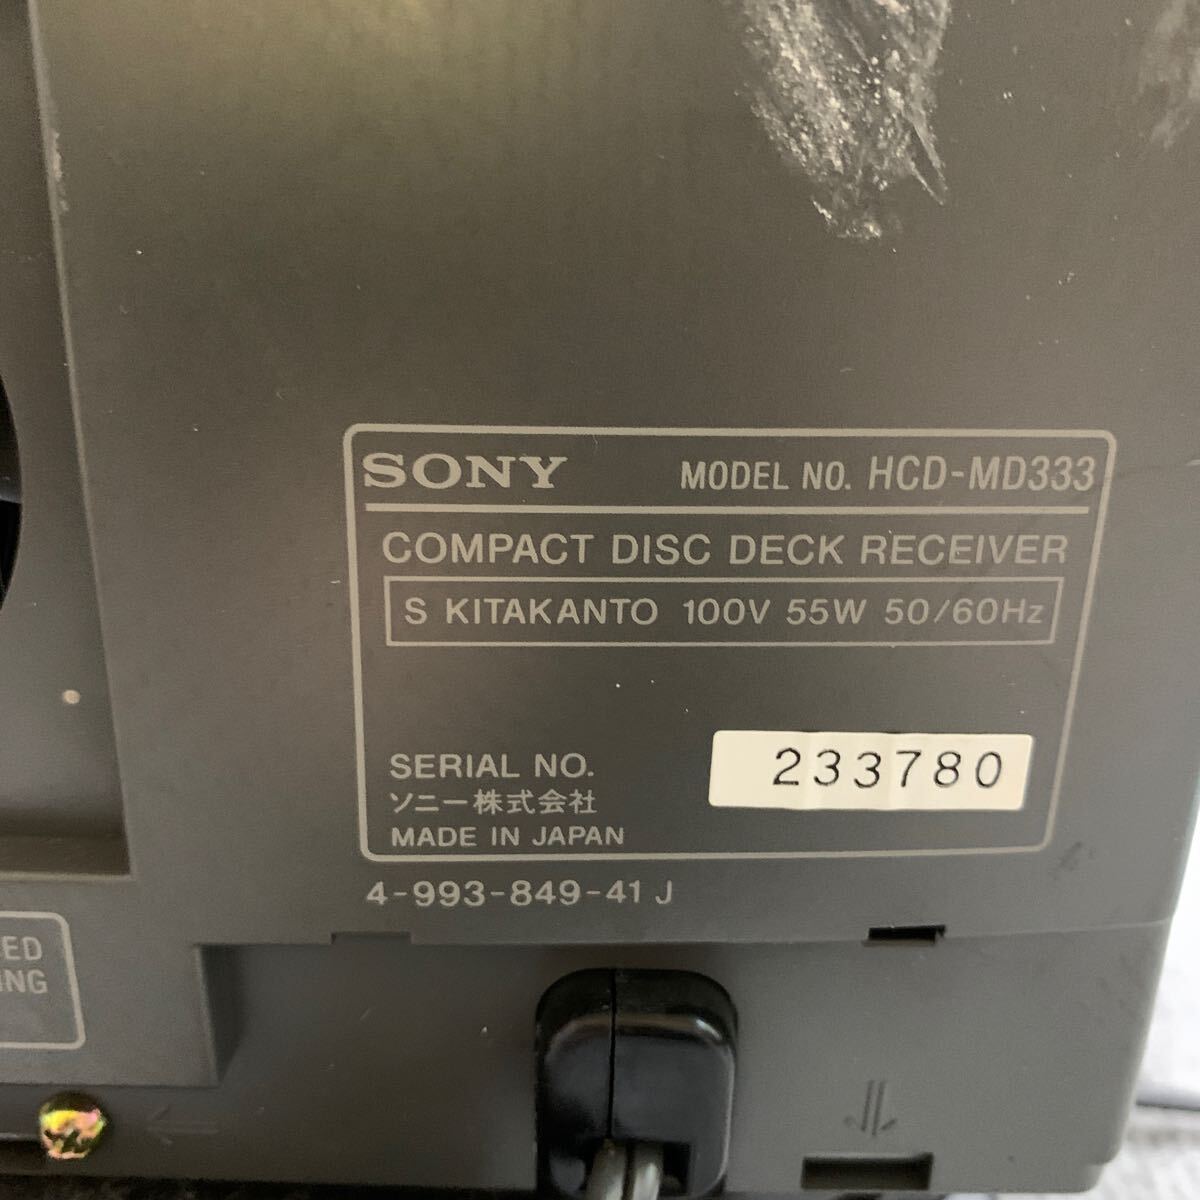 SONY MODEL NO. HCD-MD333
COMPACT DISC DECK RECEIVER
S KITAKANTO 100V 55W 50/60Hz
SERIAL NO. 233780
ソニー株式会社
MADE IN JAPAN
4-993-849-41 J